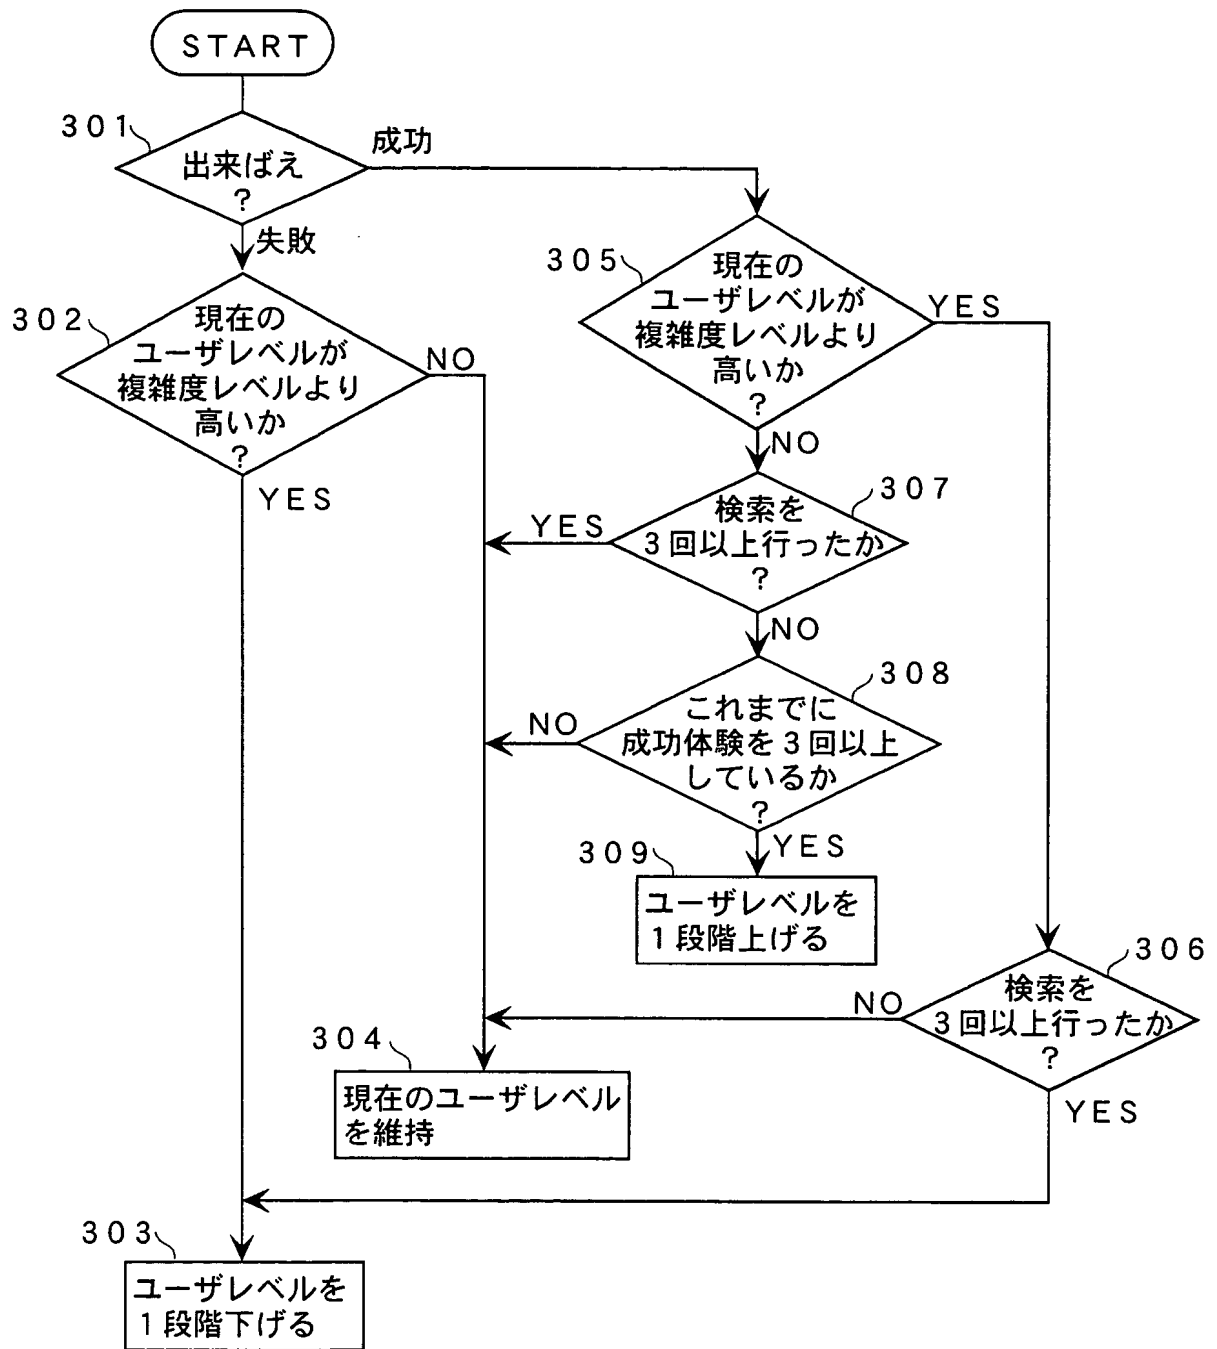 START
301
出来ばえ
?
成功
失敗
302
現在の
ユーザレベルが
複雑度レベルより
高いか
?
NO
YES
305
現在の
ユーザレベルが
複雑度レベルより
高いか
?
YES
NO
307
検索を
3回以上行ったか
?
YES
NO
308
これまでに
成功体験を3回以上
しているか
?
NO
YES
309
ユーザレベルを
1段階上げる
306
検索を
3回以上行ったか
?
NO
YES
304
現在のユーザレベル
を維持
303
ユーザレベルを
1段階下げる